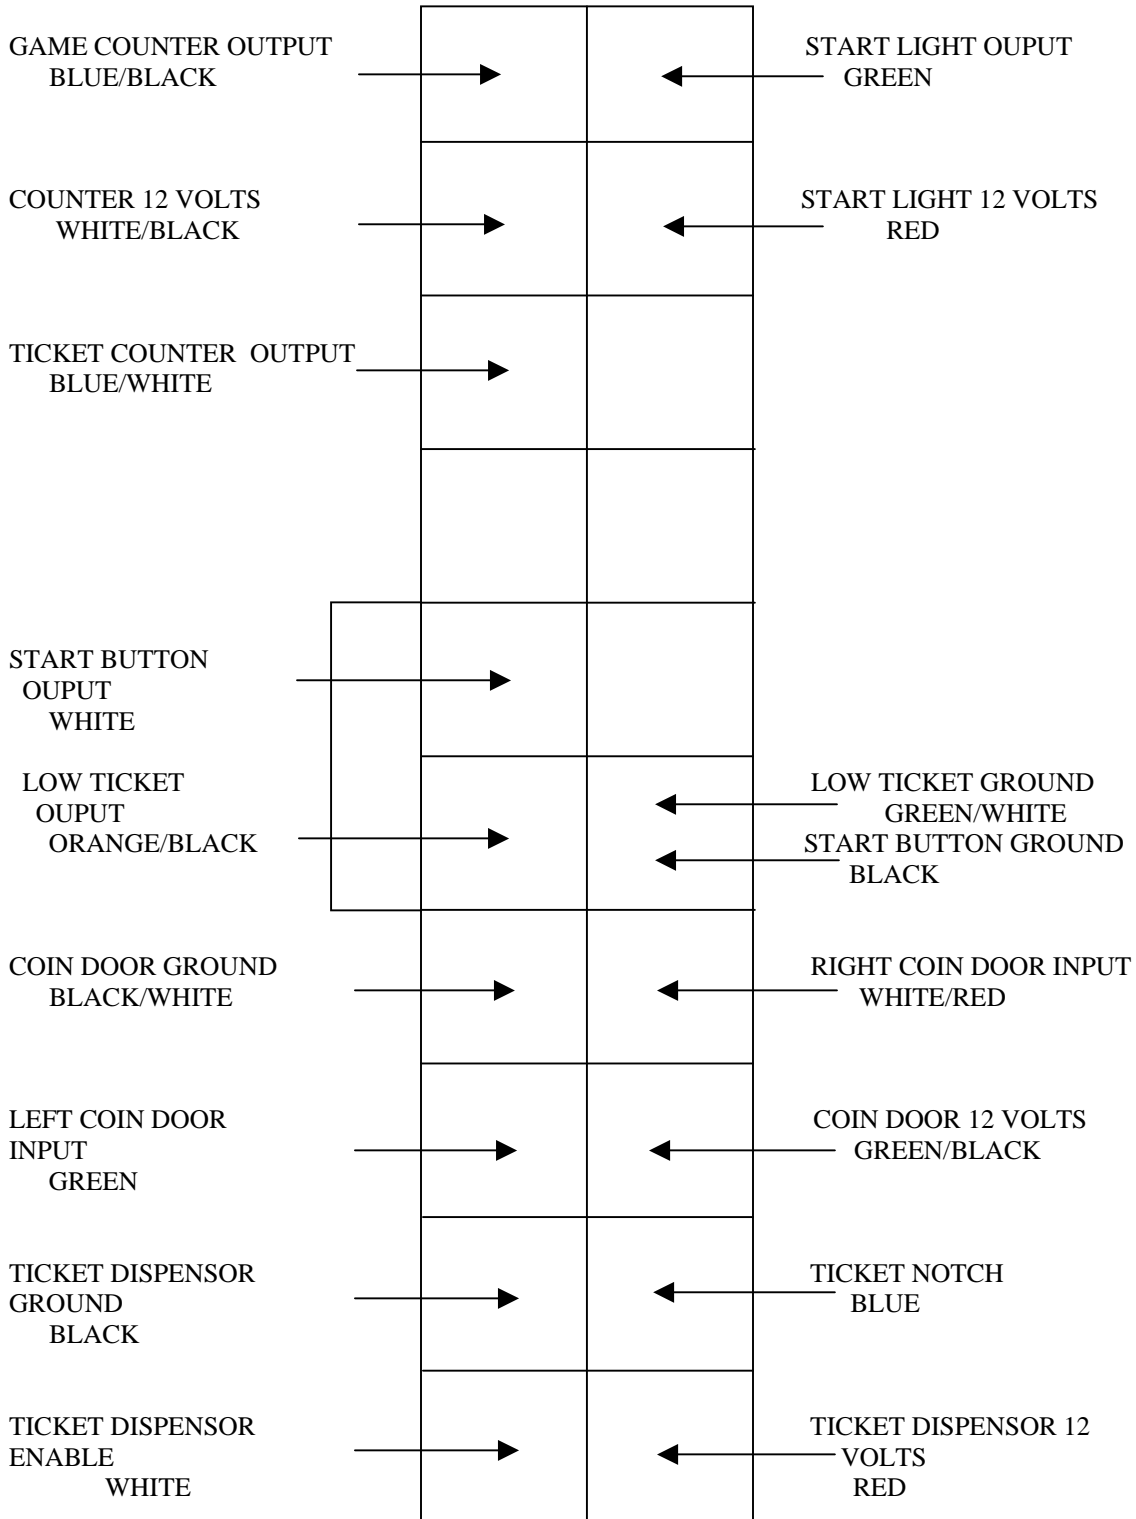 GAME COUNTER OUTPUT
BLUE/BLACK
START LIGHT OUPUT
GREEN
COUNTER 12 VOLTS
WHITE/BLACK
START LIGHT 12 VOLTS
RED
TICKET COUNTER OUTPUT
BLUE/WHITE
START BUTTON
OUPUT
WHITE
LOW TICKET
OUPUT
ORANGE/BLACK
LOW TICKET GROUND
GREEN/WHITE
START BUTTON GROUND
BLACK
COIN DOOR GROUND
BLACK/WHITE
RIGHT COIN DOOR INPUT
WHITE/RED
LEFT COIN DOOR
INPUT
GREEN
COIN DOOR 12 VOLTS
GREEN/BLACK
TICKET DISPENSOR
GROUND
BLACK
TICKET NOTCH
BLUE
TICKET DISPENSOR
ENABLE
WHITE
TICKET DISPENSOR 12
VOLTS
RED